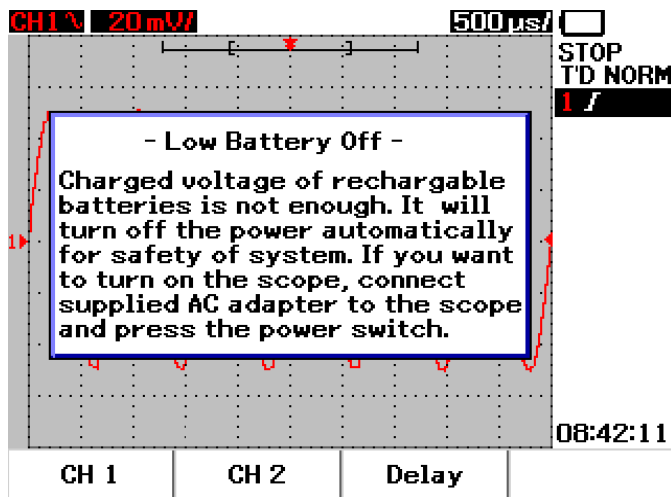 CH1 20mV/ 500µs/
STOP
T'D NORM
1
- Low Battery Off -
Charged voltage of rechargable
batteries is not enough. It will
turn off the power automatically
for safety of system. If you want
to turn on the scope, connect
supplied AC adapter to the scope
and press the power switch.
1
08:42:11
CH 1 CH 2 Delay